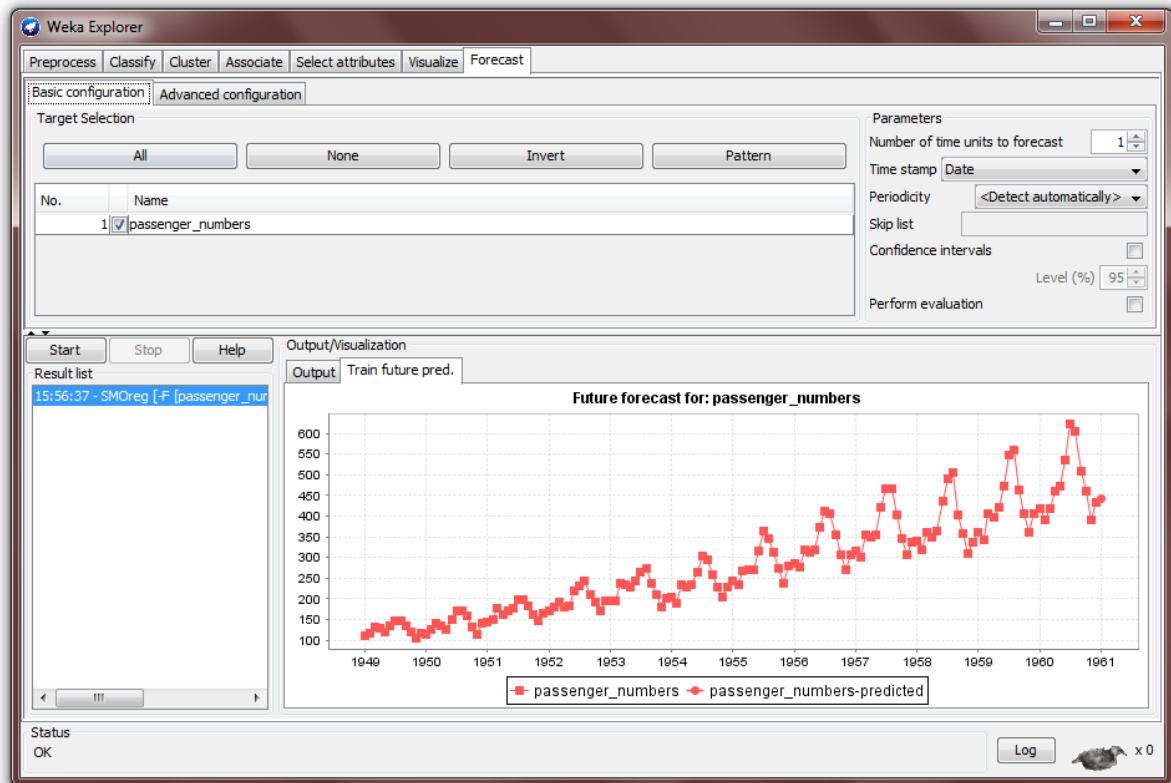 Weka Explorer
Preprocess Classify Cluster Associate Select attributes Visualize Forecast
Basic configuration Advanced configuration
Target Selection
All None Invert Pattern
No. Name
1 passenger_numbers
Parameters
Number of time units to forecast 1
Time stamp Date
Periodicity <Detect automatically>
Skip list
Confidence intervals
Level (%) 95
Perform evaluation
Start Stop Help
Result list
15:56:37 - SMOreg [-F [passenger_nur
Output/Visualization
Output Train future pred.
Future forecast for: passenger_numbers
600
550
500
450
400
350
300
250
200
150
100
1949 1950 1951 1952 1953 1954 1955 1956 1957 1958 1959 1960 1961
passenger_numbers passenger_numbers-predicted
Status
OK
Log x 0